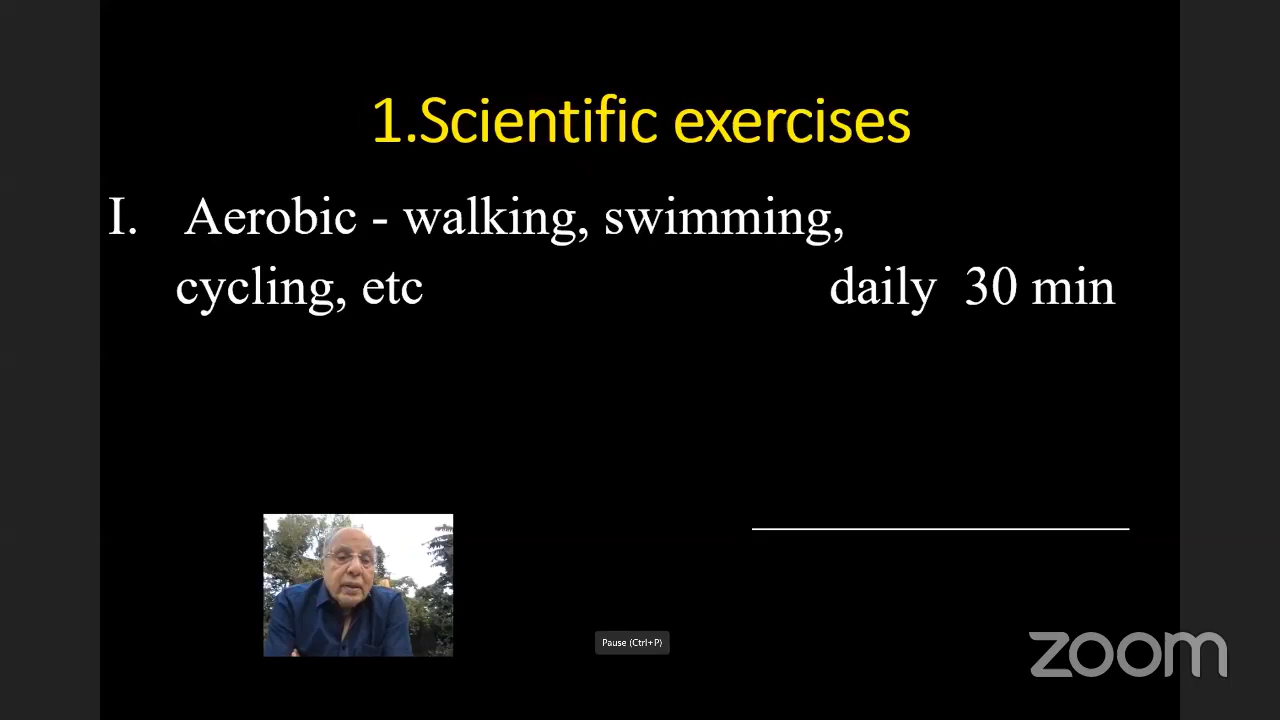 1.Scientific exercises
I. Aerobic - walking, swimming,
cycling, etc daily 30 min
Pause (Ctrl+P)
zoom